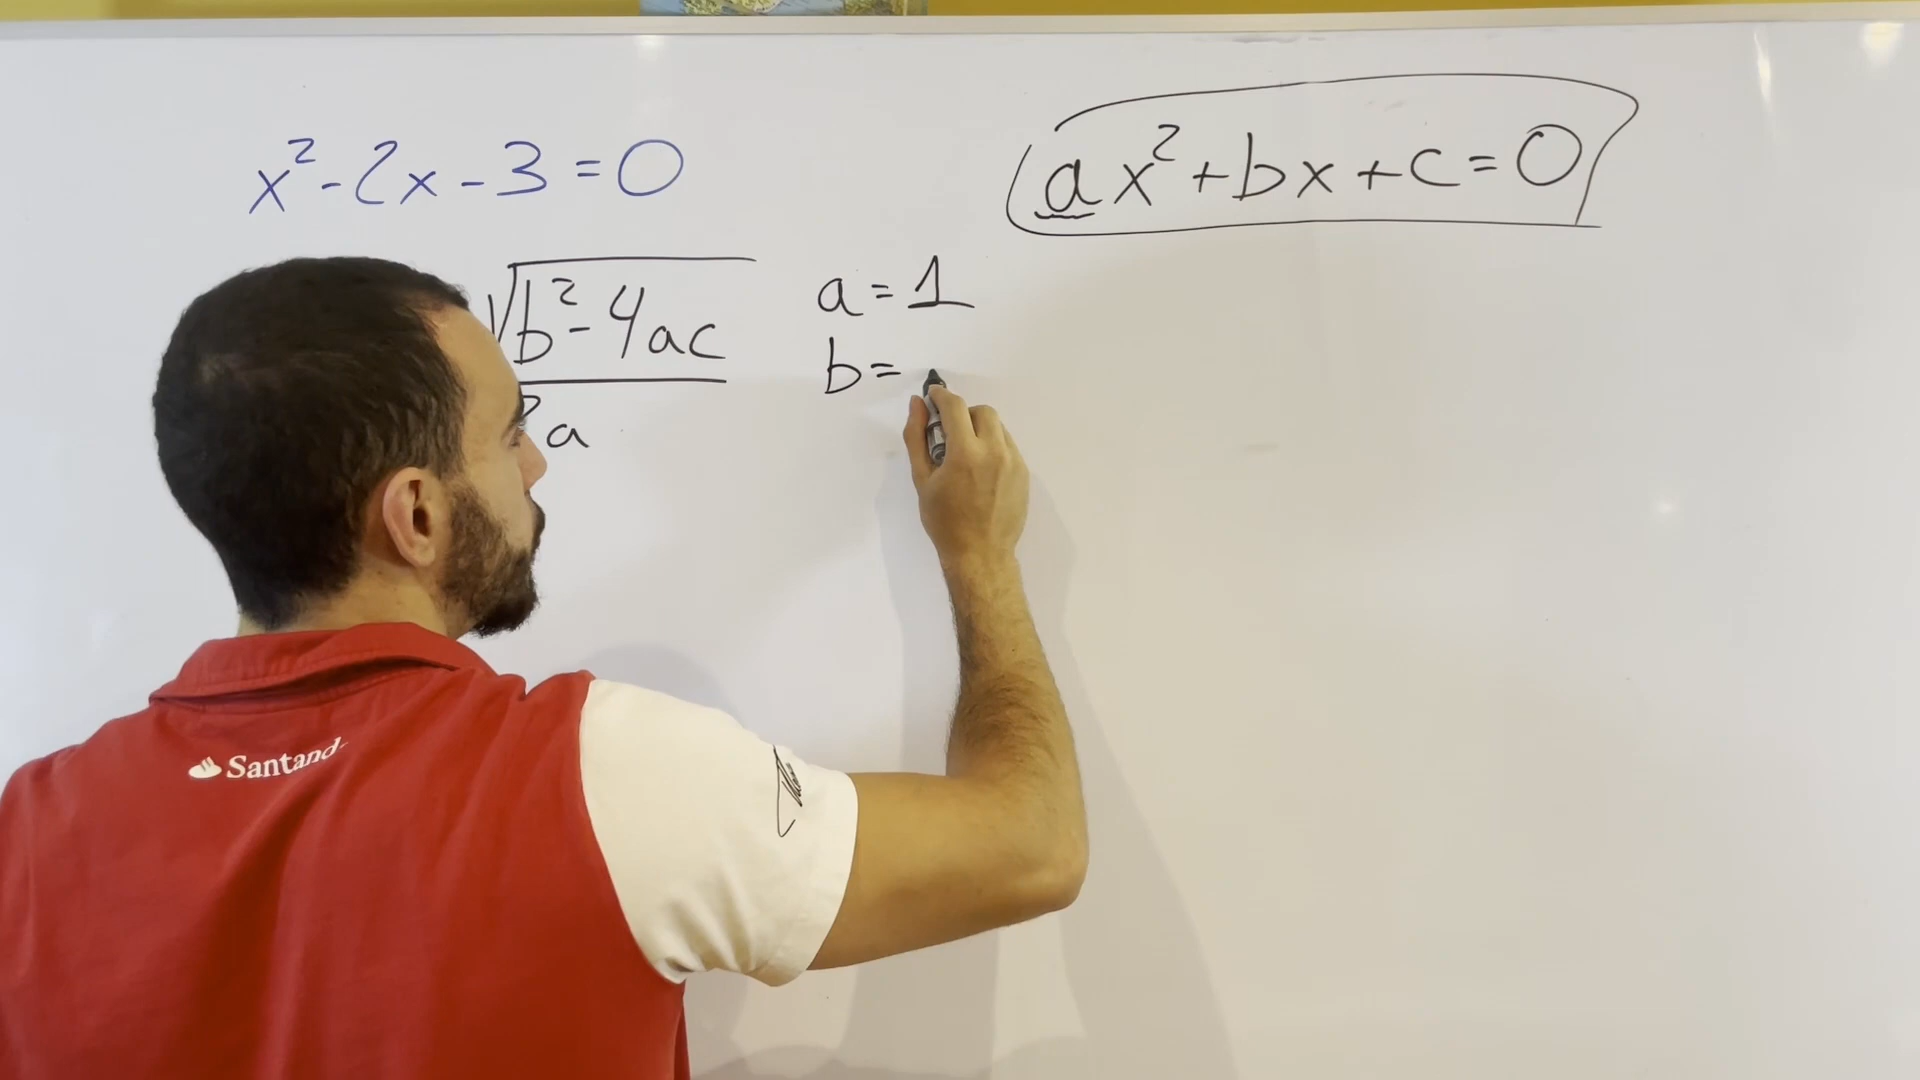 x² - 2x - 3 = 0
ax² + bx + c = 0
√b² - 4ac
a
a = 1
b =
Santand